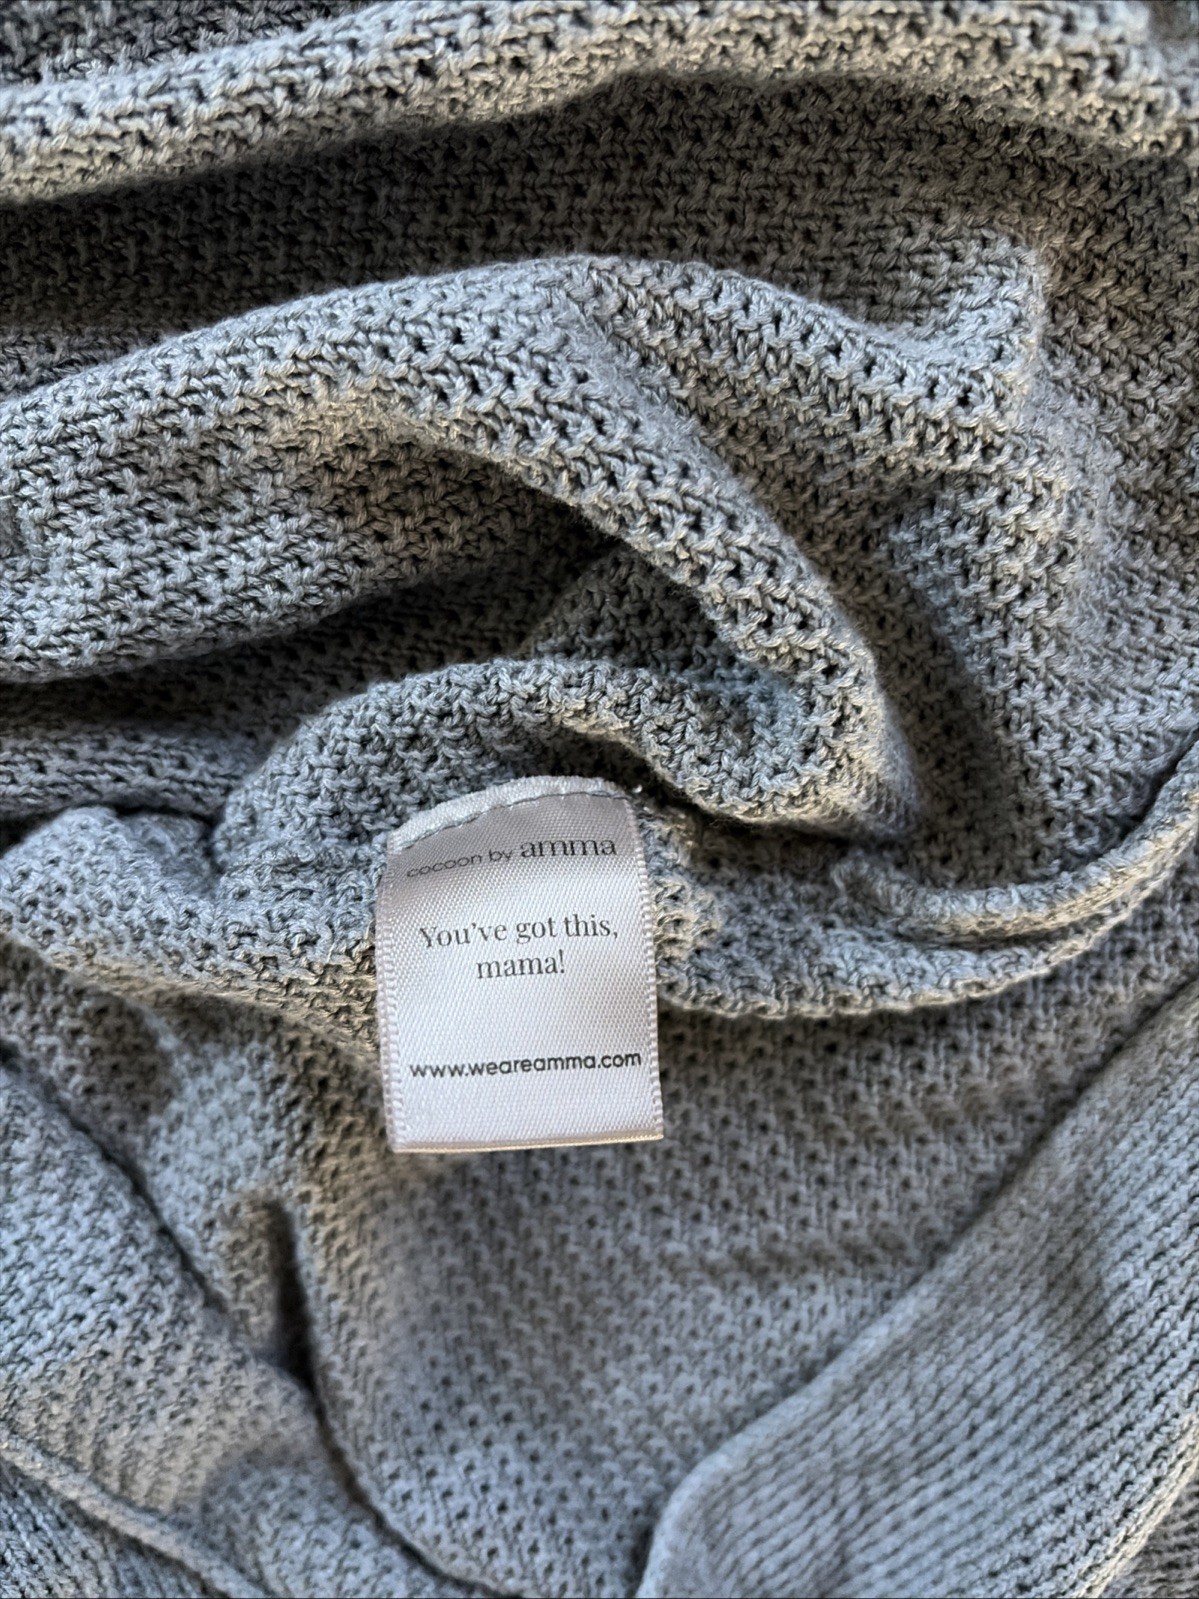 cocoon by amma
You've got this,
mama!
www.weareamma.com